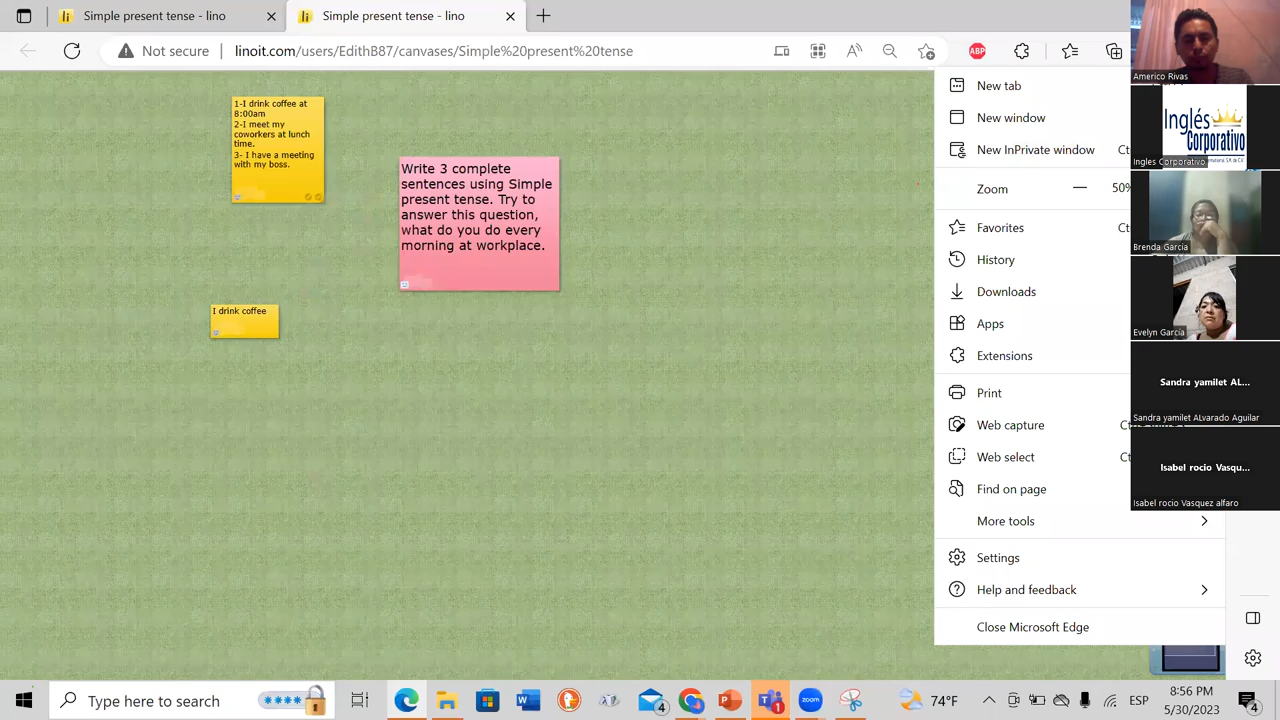 Simple present tense - lino
Simple present tense - lino
Not secure
linoit.com/users/EdithB87/canvases/Simple%20present%20tense
ABP
1-I drink coffee at
8:00am
2-I meet my
coworkers at lunch
time.
3- I have a meeting
with my boss.
Write 3 complete
sentences using Simple
present tense. Try to
answer this question,
what do you do every
morning at workplace.
I drink coffee
New tab
New window
New InPrivate window
Zoom
50%
Favorites
History
Downloads
Apps
Extensions
Print
Web capture
Web select
Find on page
More tools
Settings
Help and feedback
Close Microsoft Edge
Americo Rivas
Inglés
Corporativo
Ingles Corporativo
Brenda García
Evelyn García
Sandra yamilet AL...
Sandra yamilet ALvarado Aguilar
Isabel rocio Vasqu...
Isabel rocio Vasquez alfaro
Type here to search
74°F
ESP
8:56 PM
5/30/2023